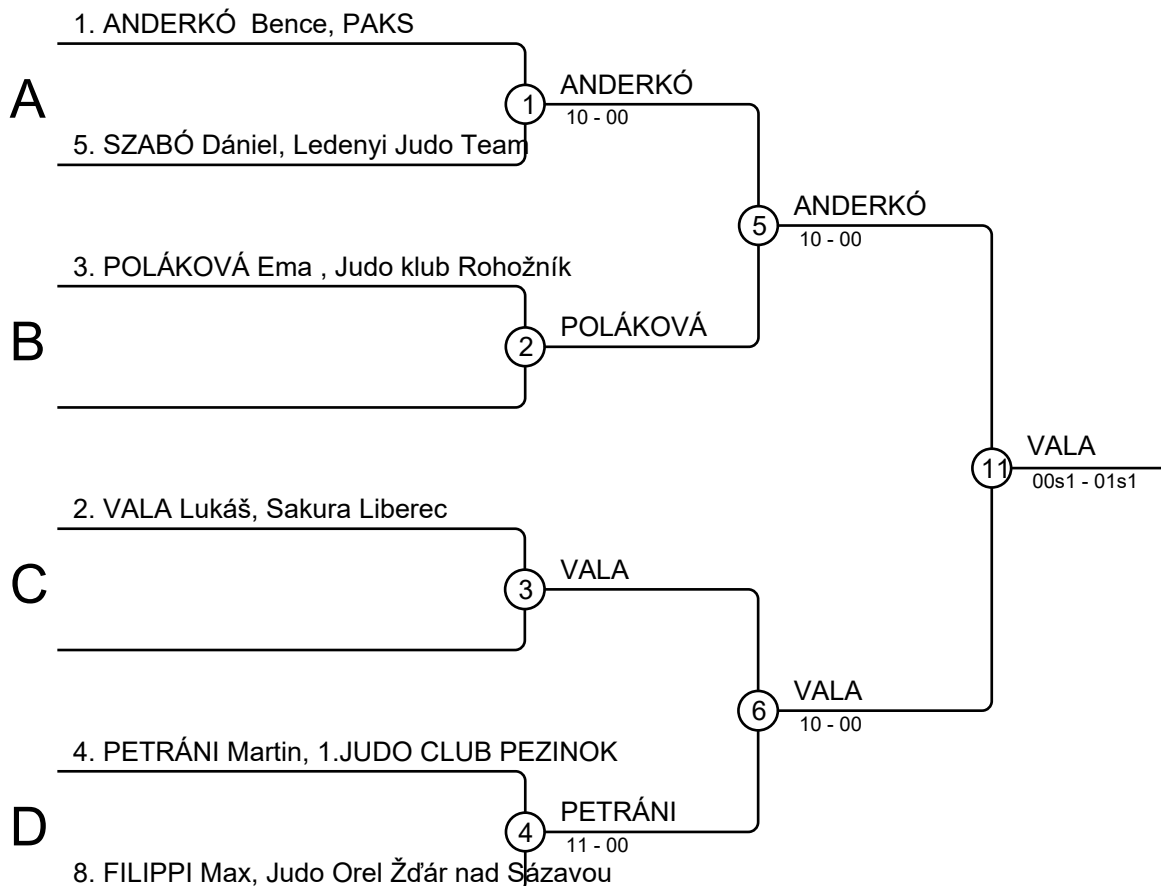 1. ANDERKÓ  Bence, PAKS
A
1
ANDERKÓ
10 - 00
5. SZABÓ Dániel, Ledenyi Judo Team
5
ANDERKÓ
10 - 00
3. POLÁKOVÁ Ema , Judo klub Rohožník
B
2
POLÁKOVÁ
11
VALA
00s1 - 01s1
2. VALA Lukáš, Sakura Liberec
C
3
VALA
6
VALA
10 - 00
4. PETRÁNI Martin, 1.JUDO CLUB PEZINOK
D
4
PETRÁNI
11 - 00
8. FILIPPI Max, Judo Orel Žďár nad Sázavou